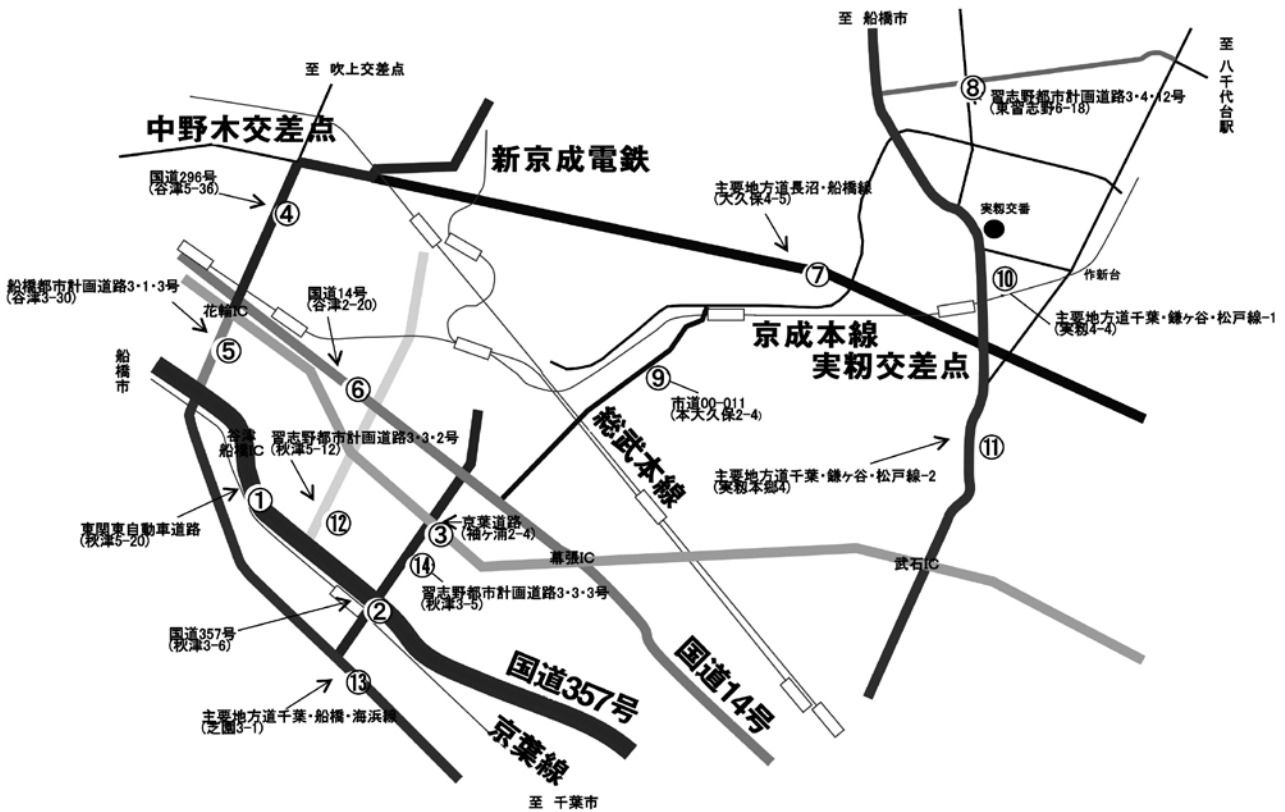 至 船橋市
至 八千代台駅
至 吹上交差点
⑧
習志野都市計画道路3・4・12号
(東習志野6-18)
中野木交差点
新京成電鉄
国道296号
(谷津5-36)
④
主要地方道長沼・船橋線
(大久保4-5)
実籾交番
⑦
⑩
作新台
船橋都市計画道路3・1・3号
(谷津3-30)
花輪IC
国道14号
(谷津2-20)
主要地方道千葉・鎌ヶ谷・松戸線-1
(実籾4-4)
京成本線
実籾交差点
⑤
船橋市
⑥
⑨
市道00-011
(本大久保2-4)
谷津
船橋IC
習志野都市計画道路3・3・2号
(秋津5-12)
総武本線
主要地方道千葉・鎌ヶ谷・松戸線-2
(実籾本郷4)
⑪
①
東関東自動車道路
(秋津5-20)
⑫
③
京葉道路
(袖ヶ浦2-4)
幕張IC
武石IC
⑭
習志野都市計画道路3・3・3号
(秋津3-5)
②
国道357号
(秋津3-6)
⑬
主要地方道千葉・船橋・海浜線
(芝園3-1)
国道357号
国道14号
京葉線
至 千葉市